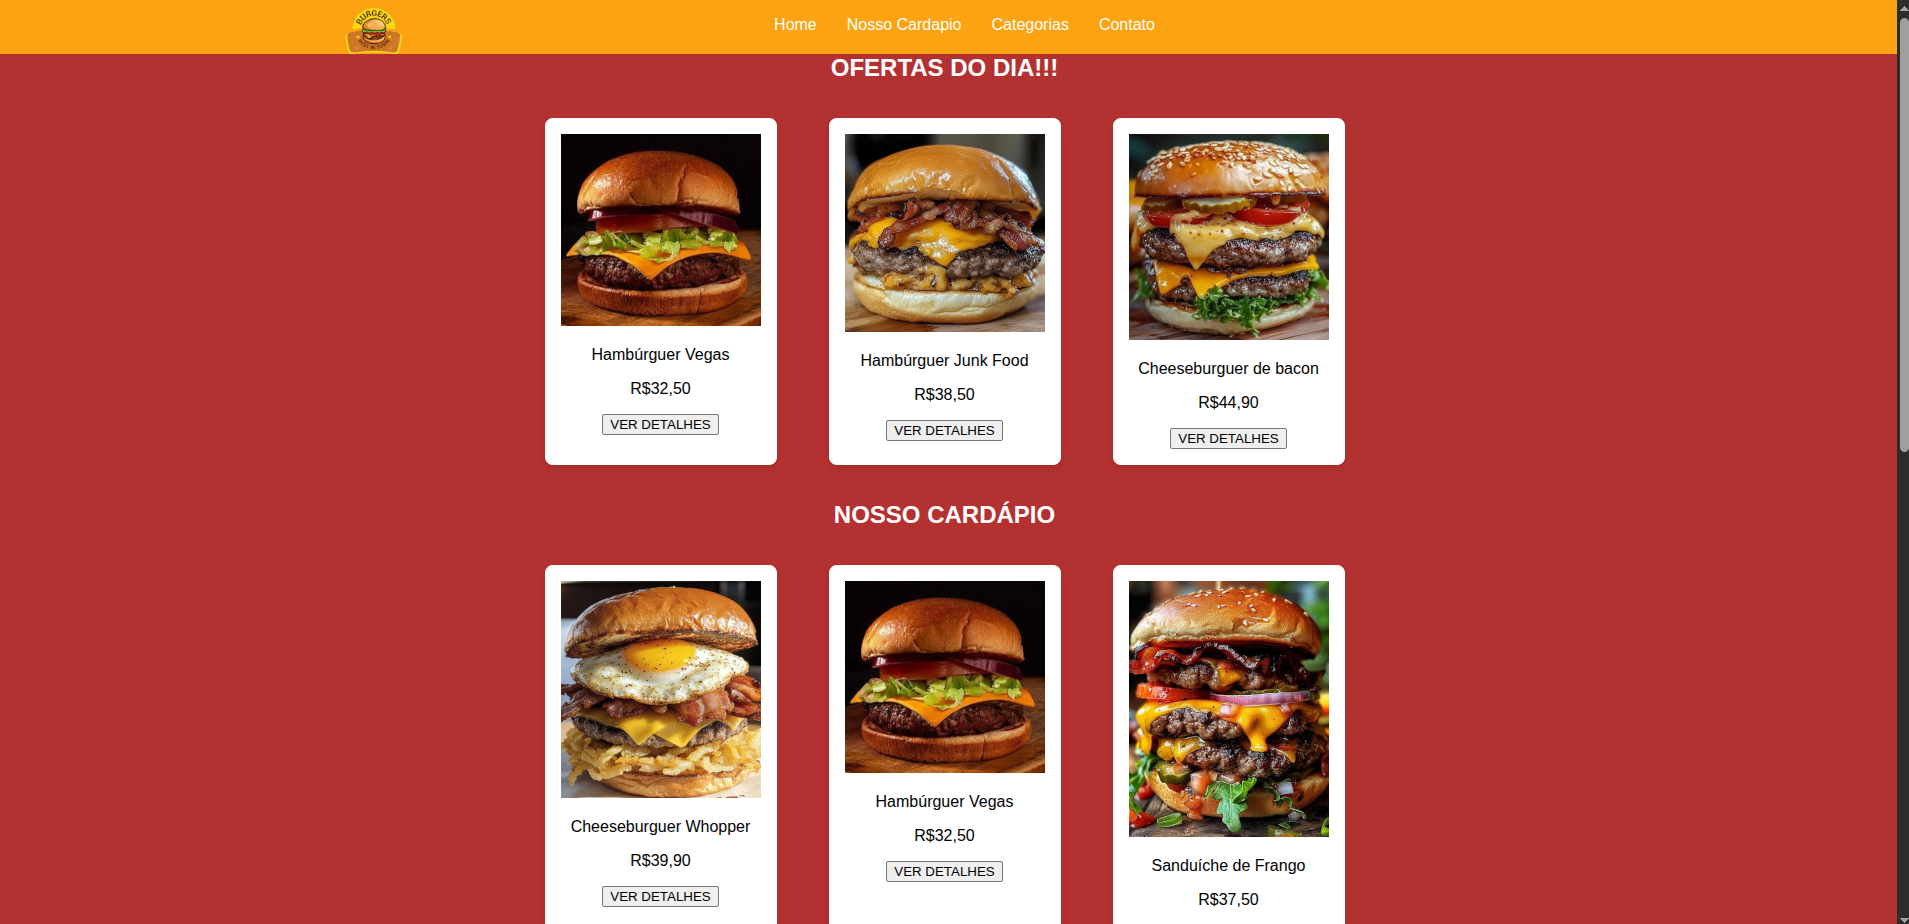 BURGERS
Home
Nosso Cardapio
Categorias
Contato
OFERTAS DO DIA!!!
Hambúrguer Vegas
R$32,50
VER DETALHES
Hambúrguer Junk Food
R$38,50
VER DETALHES
Cheeseburguer de bacon
R$44,90
VER DETALHES
NOSSO CARDÁPIO
Cheeseburguer Whopper
R$39,90
VER DETALHES
Hambúrguer Vegas
R$32,50
VER DETALHES
Sanduíche de Frango
R$37,50